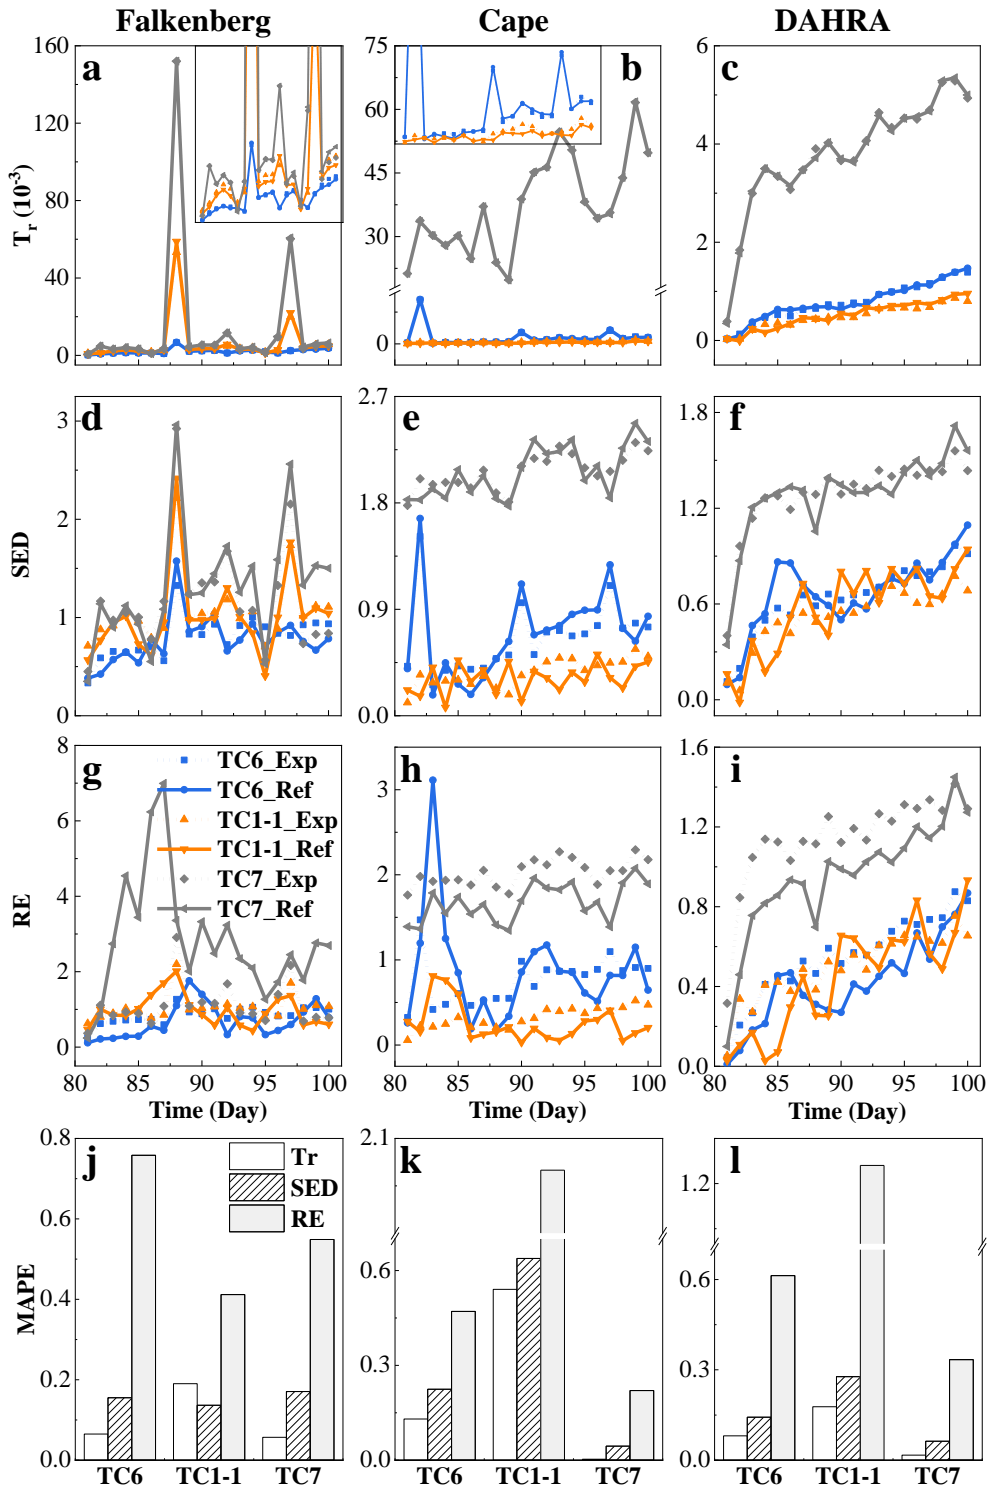 Falkenberg Cape DAHRA
a
160
120
80
40
0
T_r (10^-3)
b
75
60
45
30
0
c
6
4
2
0
d
3
2
1
0
SED
e
2.7
1.8
0.9
0.0
f
1.8
1.2
0.6
0.0
g
8
6
4
2
0
RE
TC6_Exp
TC6_Ref
TC1-1_Exp
TC1-1_Ref
TC7_Exp
TC7_Ref
80 85 90 95 100
Time (Day)
h
3
2
1
0
80 85 90 95 100
Time (Day)
i
1.6
1.2
0.8
0.4
0.0
80 85 90 95 100
Time (Day)
j
0.8
0.6
0.4
0.2
0.0
MAPE
Tr
SED
RE
TC6 TC1-1 TC7
k
2.1
0.6
0.3
0.0
TC6 TC1-1 TC7
l
1.2
0.6
0.3
0.0
TC6 TC1-1 TC7